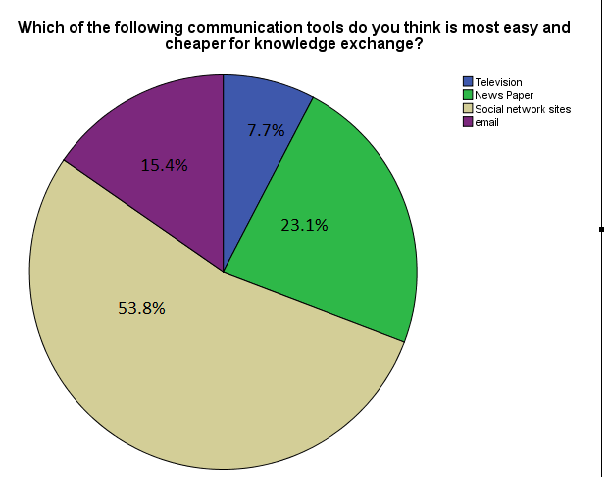 Which of the following communication tools do you think is most easy and
cheaper for knowledge exchange?
Television
News Paper
Social network sites
email
7.7%
15.4%
23.1%
53.8%